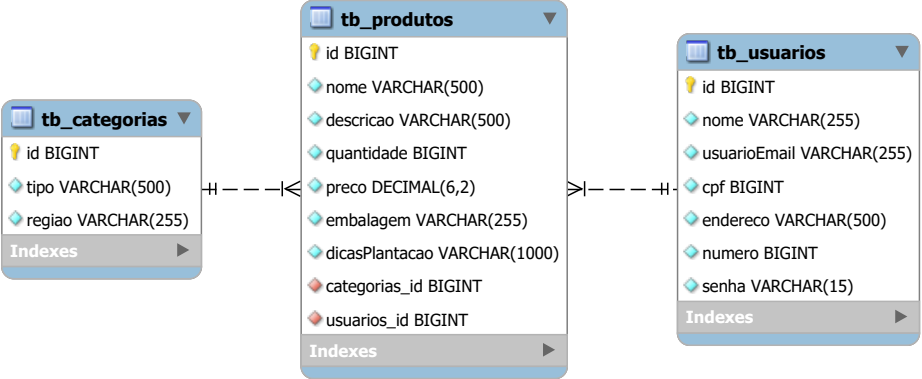 tb_categorias
id BIGINT
tipo VARCHAR(500)
regiao VARCHAR(255)
Indexes
tb_produtos
id BIGINT
nome VARCHAR(500)
descricao VARCHAR(500)
quantidade BIGINT
preco DECIMAL(6,2)
embalagem VARCHAR(255)
dicasPlantacao VARCHAR(1000)
categorias_id BIGINT
usuarios_id BIGINT
Indexes
tb_usuarios
id BIGINT
nome VARCHAR(255)
usuarioEmail VARCHAR(255)
cpf BIGINT
endereco VARCHAR(500)
numero BIGINT
senha VARCHAR(15)
Indexes